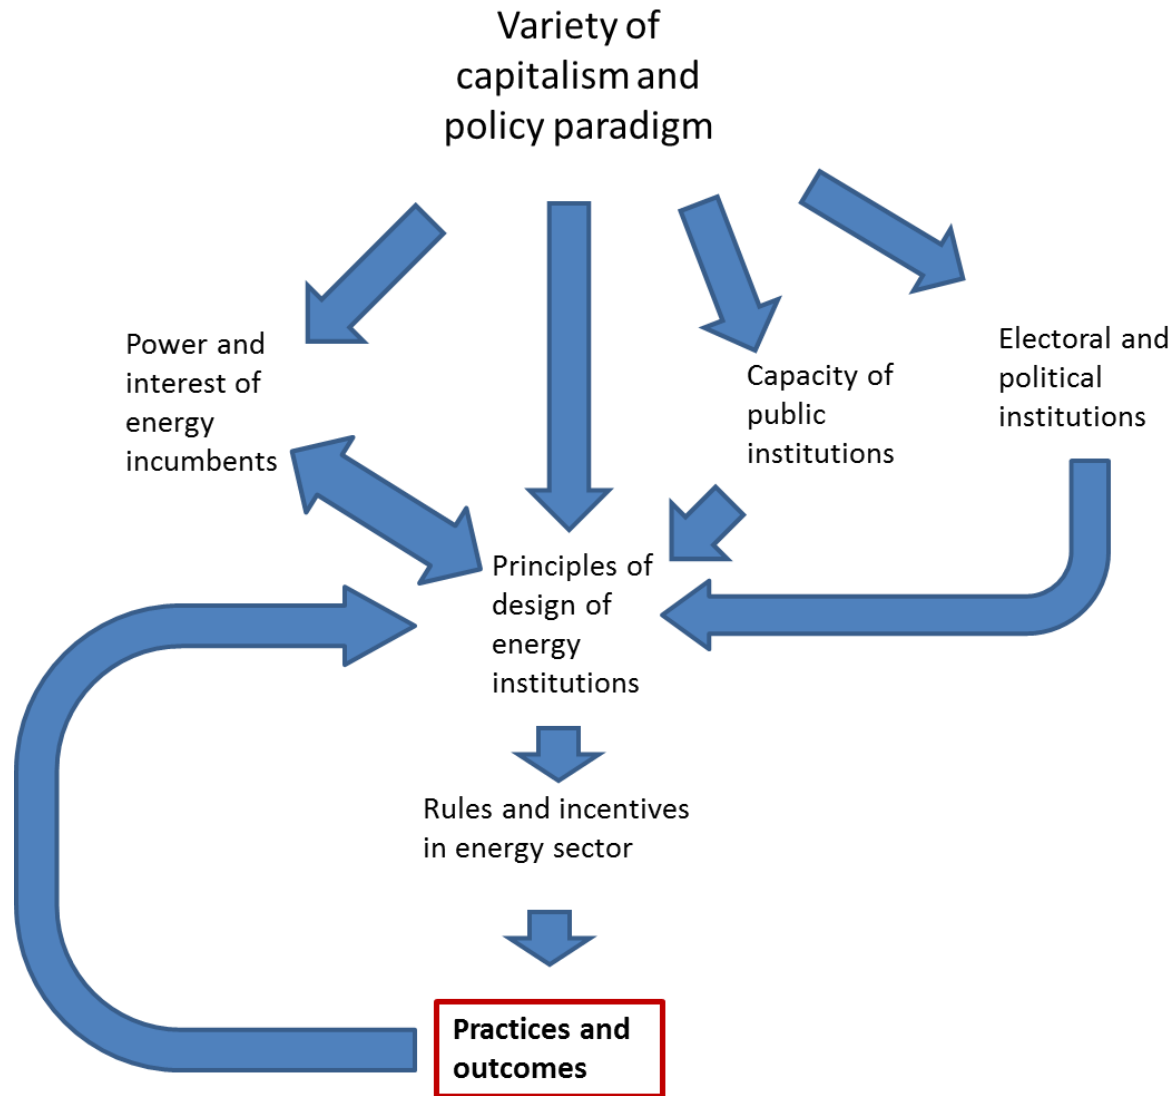 Variety of
capitalism and
policy paradigm
Power and
interest of
energy
incumbents
Capacity of
public
institutions
Electoral and
political
institutions
Principles of
design of
energy
institutions
Rules and incentives
in energy sector
Practices and
outcomes